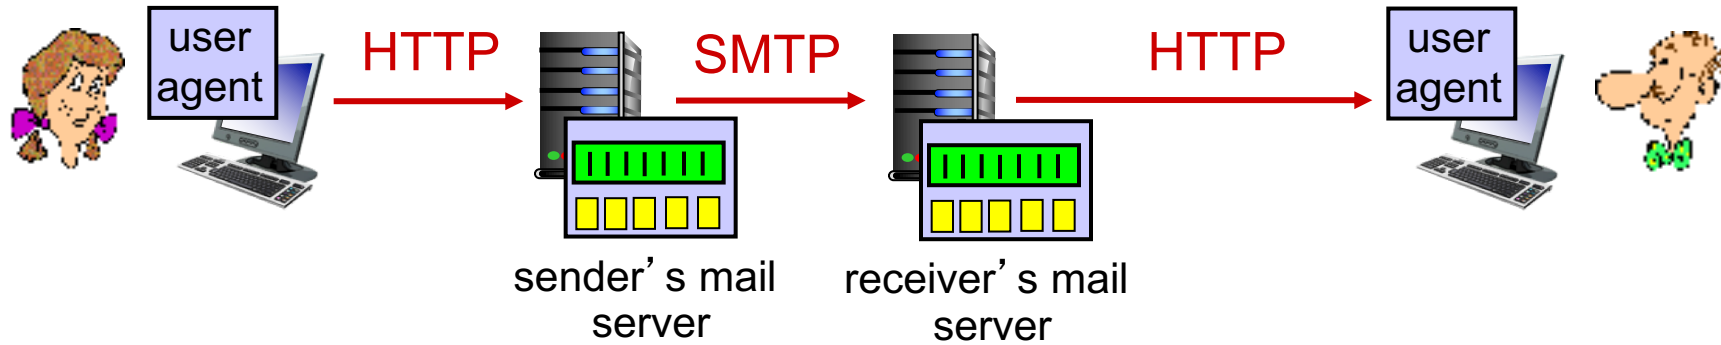 user
agent
HTTP
SMTP
HTTP
user
agent
sender’s mail
server
receiver’s mail
server